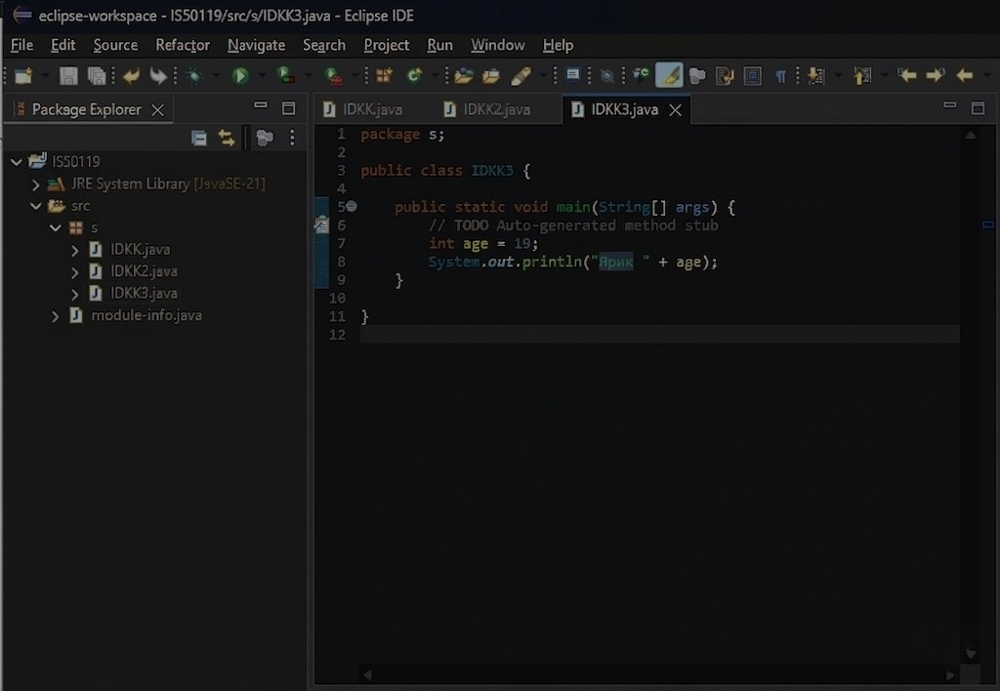 eclipse-workspace - IS50119/src/s/IDKK3.java - Eclipse IDE
File Edit Source Refactor Navigate Search Project Run Window Help
Package Explorer
IDKK.java IDKK2.java IDKK3.java
IS50119
JRE System Library [JavaSE-21]
src
s
IDKK.java
IDKK2.java
IDKK3.java
module-info.java
1 package s;
2
3 public class IDKK3 {
4
5 public static void main(String[] args) {
6 // TODO Auto-generated method stub
7 int age = 19;
8 System.out.println("Ярик " + age);
9 }
10
11 }
12